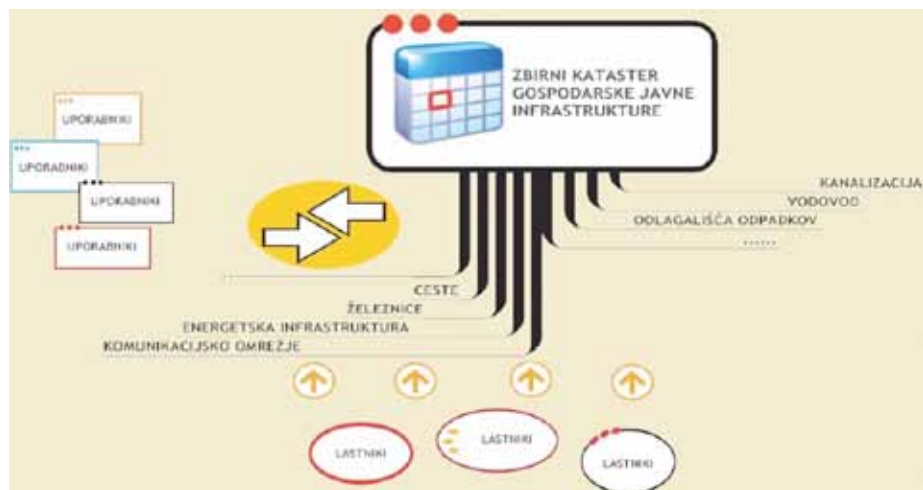 ZBIRNI KATASTER
GOSPODARSKE JAVNE
INFRASTRUKTURE
UPORABNIKI
UPORABNIKI
UPORABNIKI
UPORABNIKI
KANALIZACIJA
VODOVOD
ODLAGALIŠČA ODPADKOV
......
.....
CESTE
ŽELEZNICE
ENERGETSKA INFRASTRUKTURA
KOMUNIKACIJSKO OMREŽJE
LASTNIKI
LASTNIKI
LASTNIKI